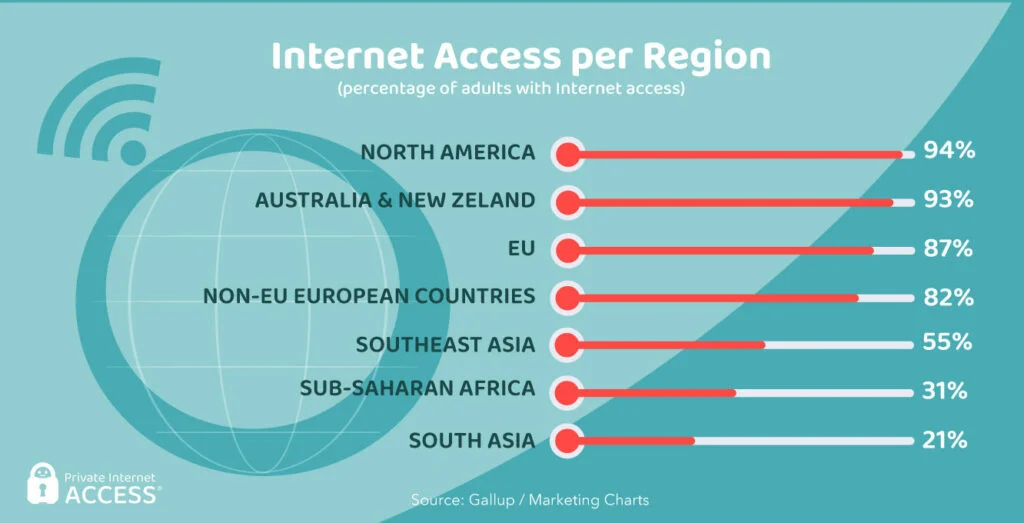 Internet Access per Region
(percentage of adults with Internet access)
NORTH AMERICA 94%
AUSTRALIA & NEW ZELAND 93%
EU 87%
NON-EU EUROPEAN COUNTRIES 82%
SOUTHEAST ASIA 55%
SUB-SAHARAN AFRICA 31%
SOUTH ASIA 21%
Private Internet
ACCESS®
Source: Gallup / Marketing Charts